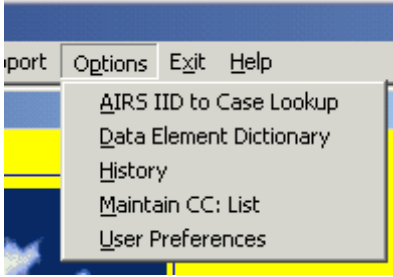 pport Options Exit Help
AIRS IID to Case Lookup
Data Element Dictionary
History
Maintain CC: List
User Preferences